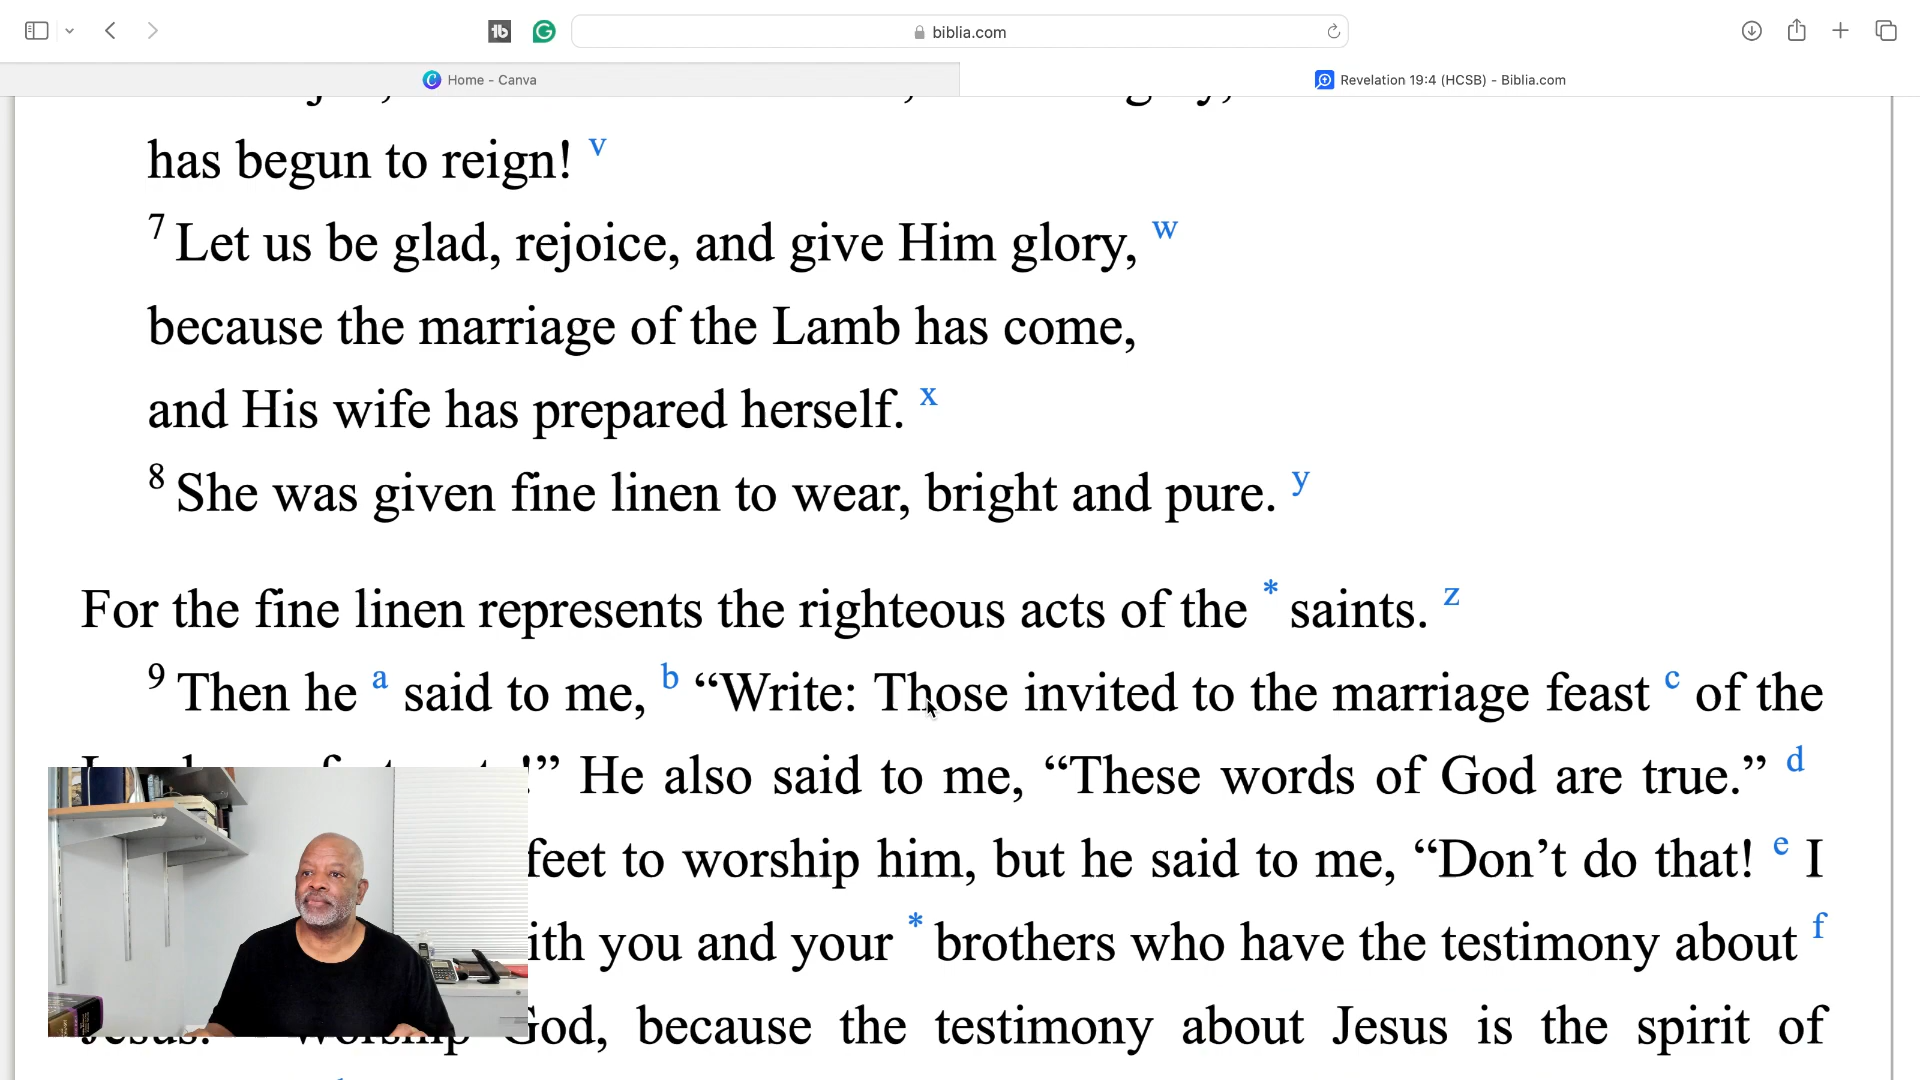 biblia.com
Home - Canva
Revelation 19:4 (HCSB) - Biblia.com
has begun to reign! v
7 Let us be glad, rejoice, and give Him glory, w
because the marriage of the Lamb has come,
and His wife has prepared herself. x
8 She was given fine linen to wear, bright and pure. y
For the fine linen represents the righteous acts of the * saints. z
9 Then he a said to me, b “Write: Those invited to the marriage feast c of the
!” He also said to me, “These words of God are true.” d
feet to worship him, but he said to me, “Don’t do that! e I
with you and your * brothers who have the testimony about f
Jesus. worship God, because the testimony about Jesus is the spirit of